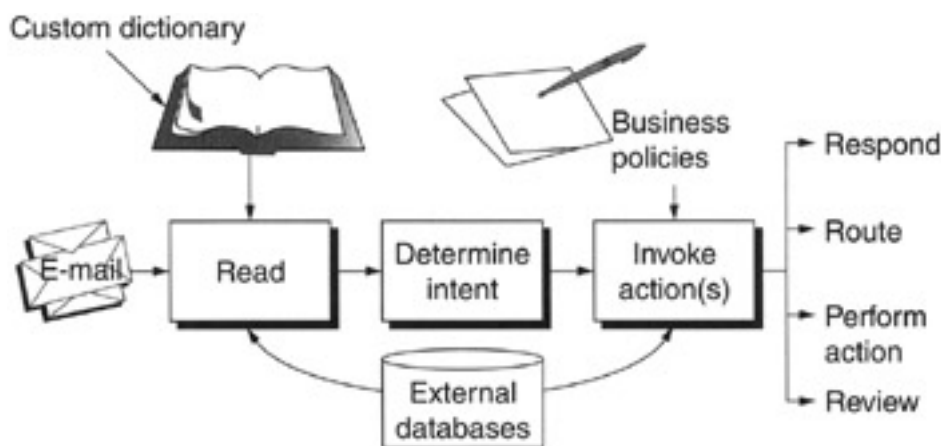 Custom dictionary
Business
policies
Respond
Route
Perform
action
Review
E-mail
Read
Determine
intent
Invoke
action(s)
External
databases